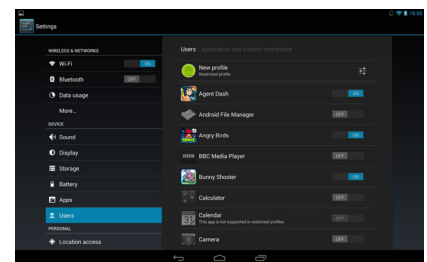 16:08
Settings
WIRELESS & NETWORKS
Wi-Fi
ON
Bluetooth
OFF
Data usage
More...
DEVICE
Sound
Display
Storage
Battery
Apps
Users
PERSONAL
Location access
Users
Application and content restrictions
New profile
Restricted profile
Agent Dash
ON
Android File Manager
OFF
Angry Birds
ON
BBC Media Player
OFF
Bunny Shooter
ON
Calculator
OFF
Calendar
This app is not supported in restricted profiles
OFF
Camera
OFF